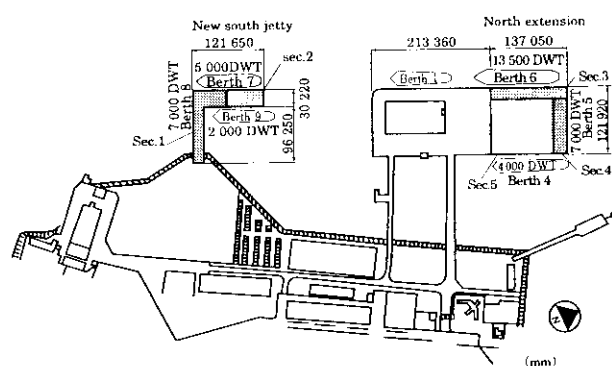 New south jetty
121 650
sec.2
5 000DWT
Berth 7
7 000 DWT
Berth 8
30 220
Berth 9
2 000 DWT
96 250
Sec.1
North extension
213 360
137 050
13 500 DWT
Berth 6
Sec.3
Berth 1
7 000 DWT
Berth 5
121 920
4 000 DWT
Berth 4
Sec.5
Sec.4
N
(mm)